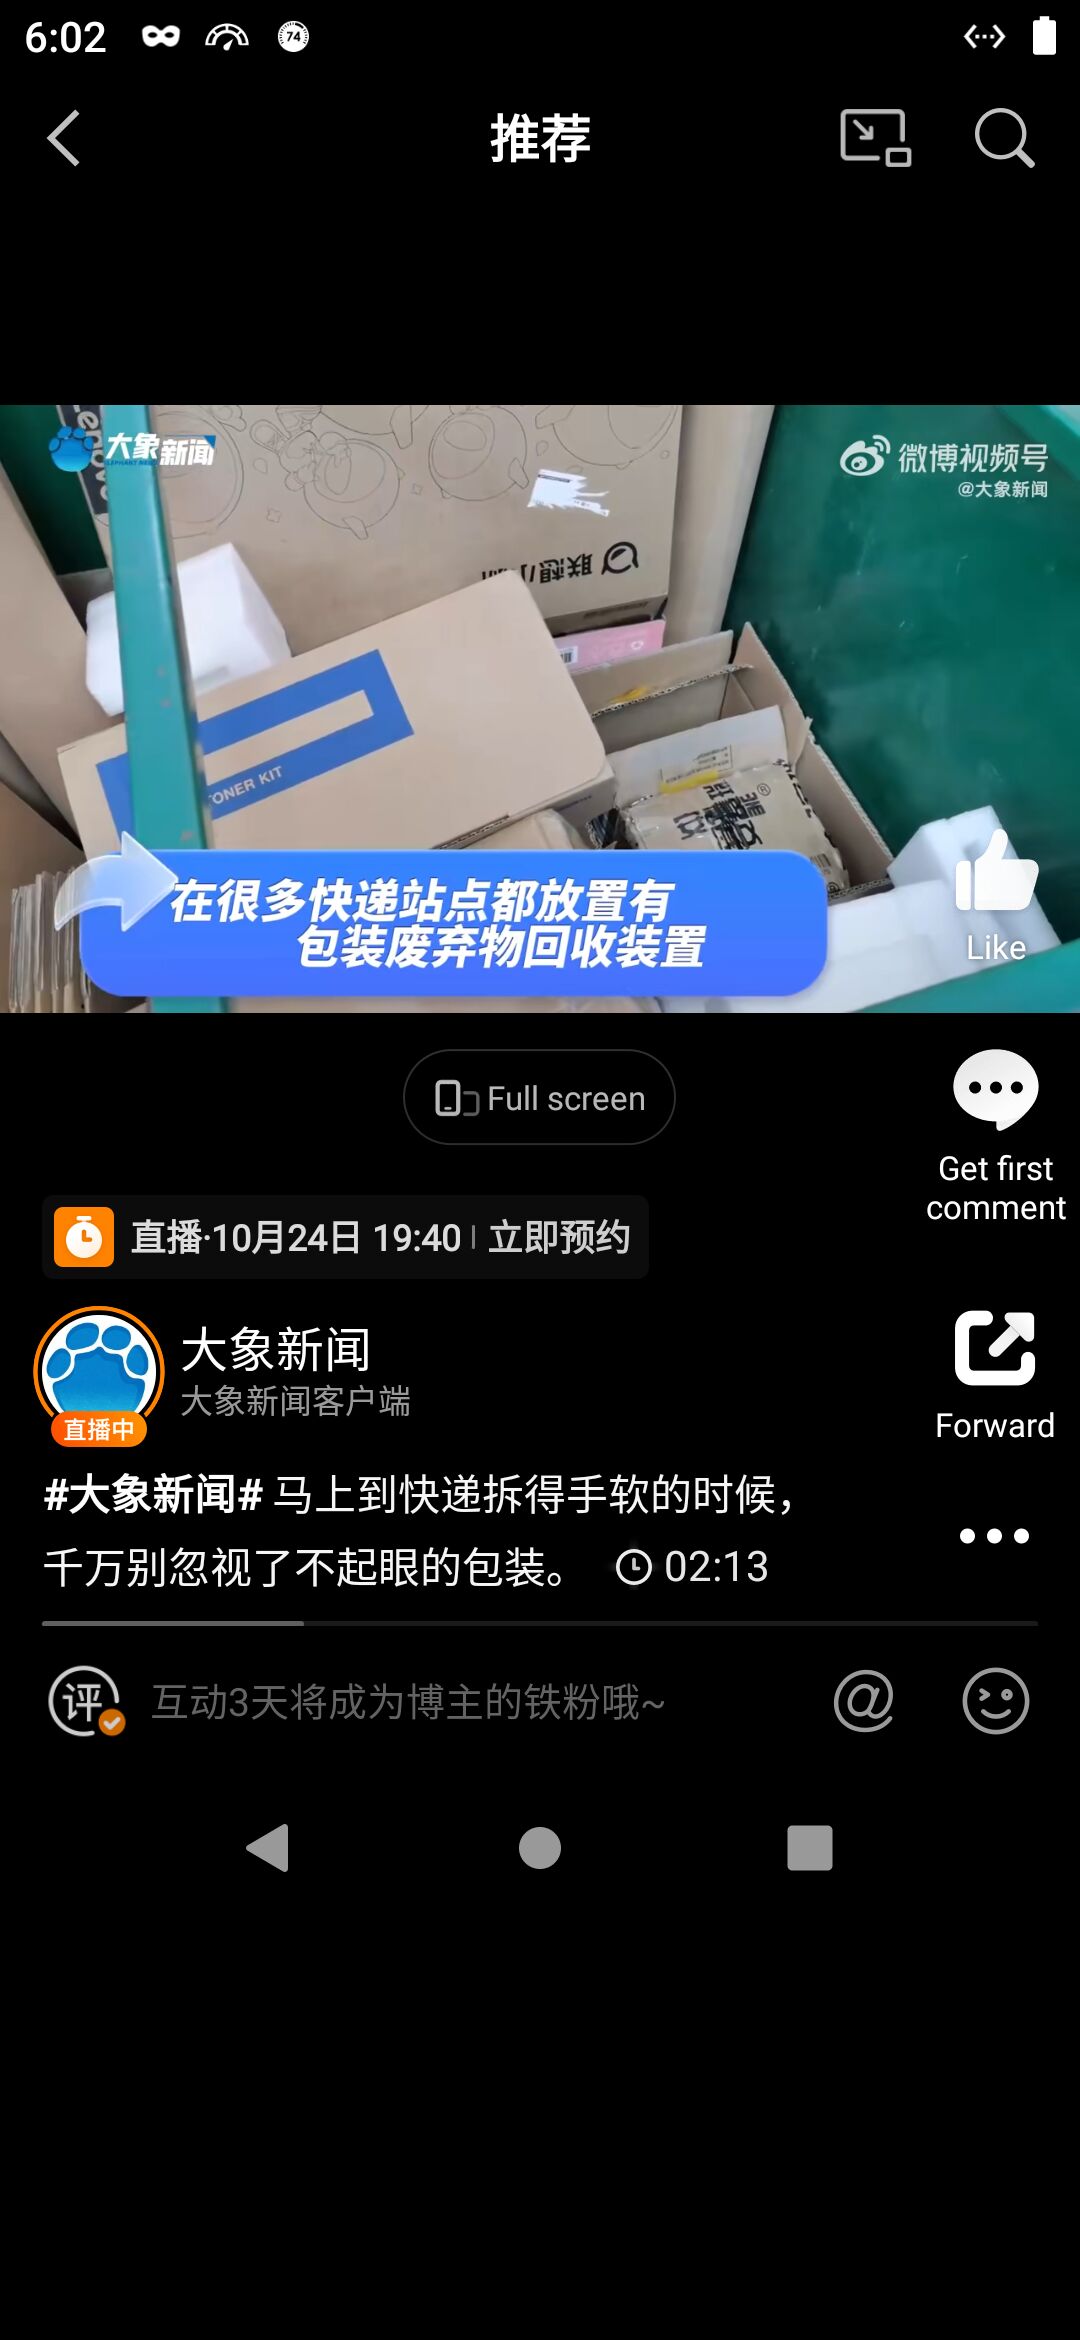 6:02
74
推荐
大象新闻
ELEPHANT NEWS
微博视频号
@大象新闻
联想
TONER KIT
在很多快递站点都放置有
包装废弃物回收装置
Like
Full screen
Get first
comment
直播·10月24日 19:40 | 立即预约
大象新闻
大象新闻客户端
直播中
Forward
#大象新闻# 马上到快递拆得手软的时候，
千万别忽视了不起眼的包装。 02:13
评
互动3天将成为博主的铁粉哦~